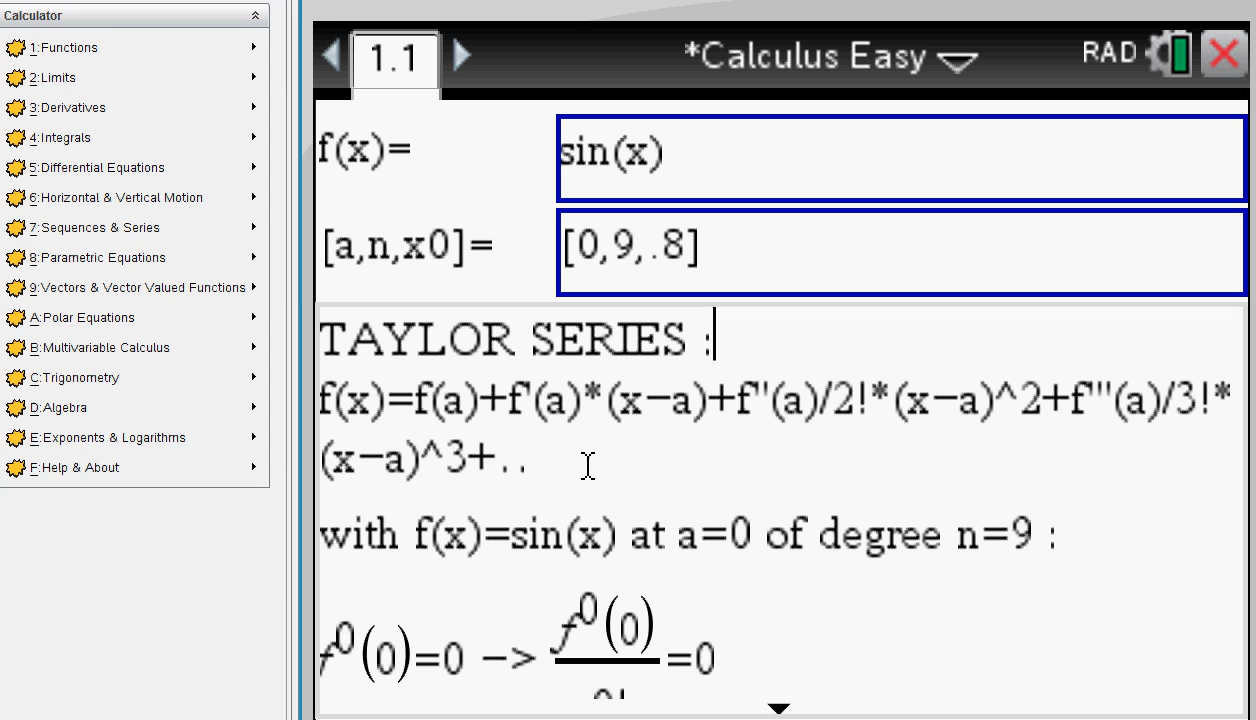 Calculator
1:Functions
2:Limits
3:Derivatives
4:Integrals
5:Differential Equations
6:Horizontal & Vertical Motion
7:Sequences & Series
8:Parametric Equations
9:Vectors & Vector Valued Functions
A:Polar Equations
B:Multivariable Calculus
C:Trigonometry
D:Algebra
E:Exponents & Logarithms
F:Help & About
1.1 *Calculus Easy RAD
f(x)= sin(x)
[a,n,x0]= [0,9,.8]
TAYLOR SERIES :
f(x)=f(a)+f'(a)*(x−a)+f''(a)/2!*(x−a)^2+f'''(a)/3!*
(x−a)^3+..
with f(x)=sin(x) at a=0 of degree n=9 :
f⁰(0)=0 −> f⁰(0)/0! =0